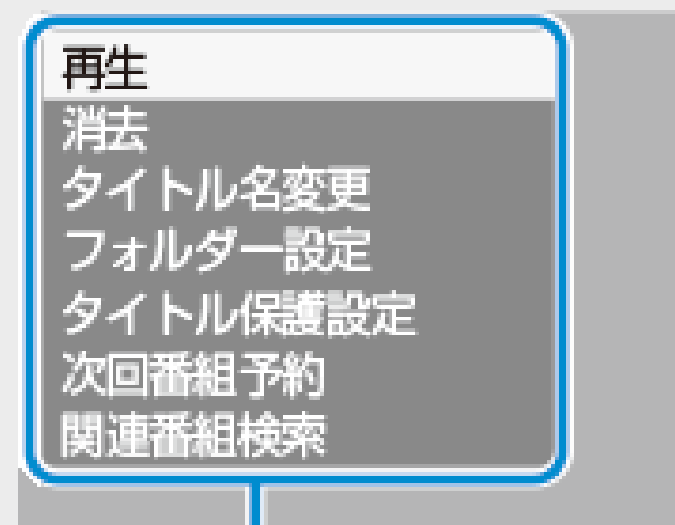 再生
消去
タイトル名変更
フォルダー設定
タイトル保護設定
次回番組予約
関連番組検索